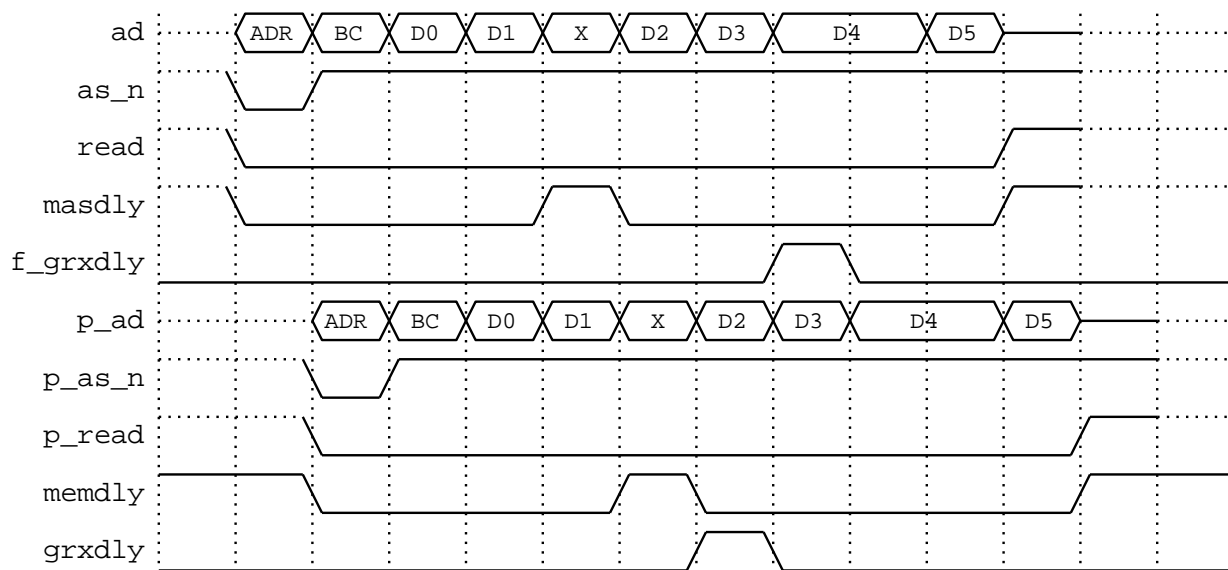 ad ADR BC D0 D1 X D2 D3 D4 D5
as_n
read
masdly
f_grxdly
p_ad ADR BC D0 D1 X D2 D3 D4 D5
p_as_n
p_read
memdly
grxdly